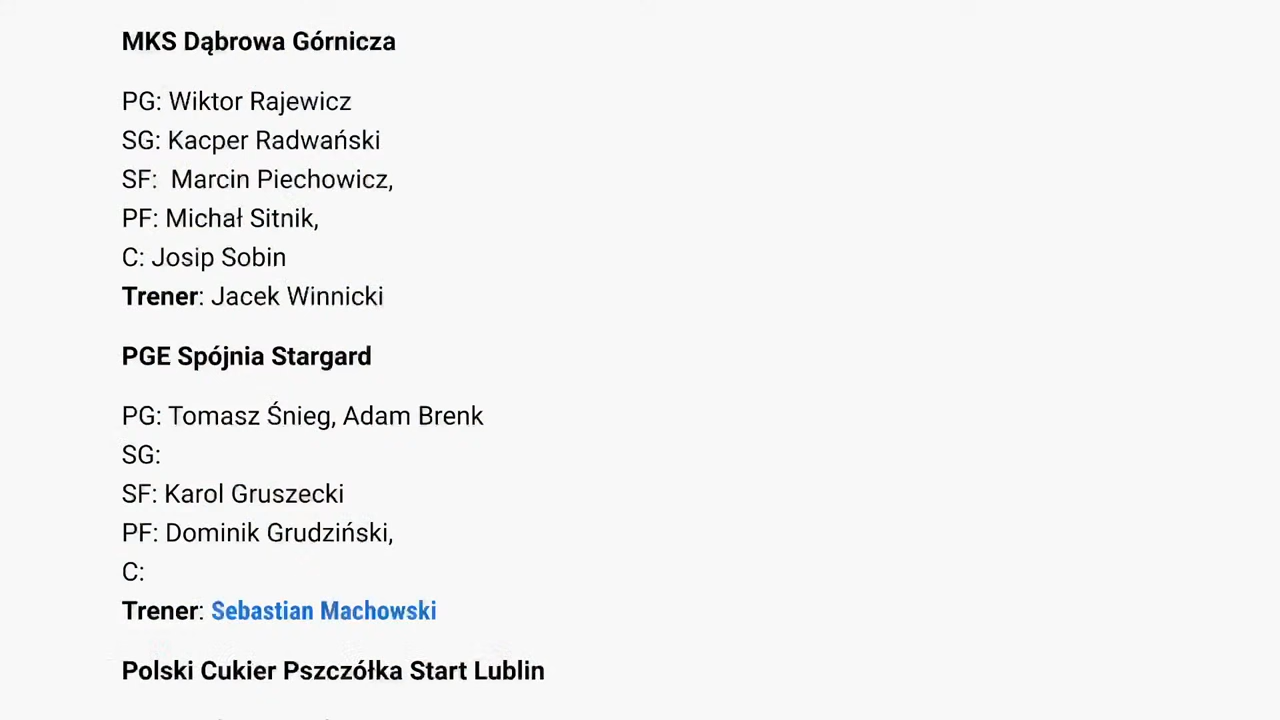 MKS Dąbrowa Górnicza
PG: Wiktor Rajewicz
SG: Kacper Radwański
SF:  Marcin Piechowicz,
PF: Michał Sitnik,
C: Josip Sobin
Trener: Jacek Winnicki
PGE Spójnia Stargard
PG: Tomasz Śnieg, Adam Brenk
SG:
SF: Karol Gruszecki
PF: Dominik Grudziński,
C:
Trener: Sebastian Machowski
Polski Cukier Pszczółka Start Lublin